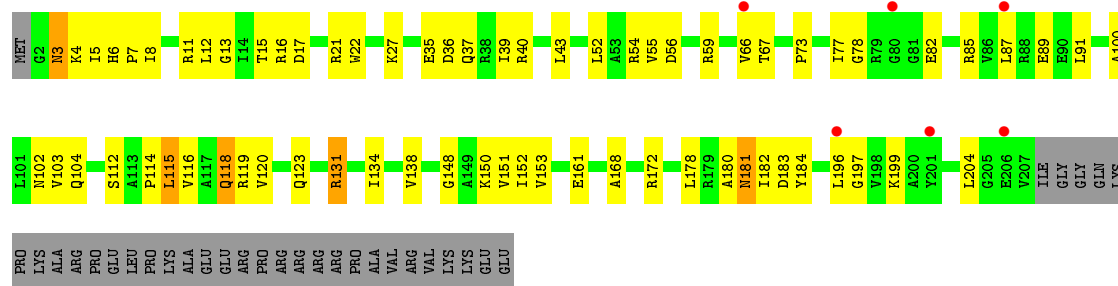 MET G2 N3 K4 I5 H6 P7 I8 R11 L12 G13 I14 T15 R16 D17 R21 W22 K27 E35 D36 Q37 R38 I39 R40 L43 L52 A53 R54 V55 D56 R59 V66 T67 P73 I77 G78 R79 G80 G81 E82 R85 V86 L87 R88 E89 E90 L91 A100
L101 N102 V103 Q104 S112 A113 P114 L115 V116 A117 Q118 R119 V120 Q123 R131 I134 V138 G148 A149 K150 V151 I152 V153 E161 A168 R172 L178 R179 A180 N181 I182 D183 Y184 L196 G197 V198 K199 A200 Y201 L204 G205 E206 V207 ILE GLY GLY GLN LYS
PRO LYS ALA ARG PRO GLU LEU PRO LYS ALA GLU GLU ARG PRO ARG ARG ARG ARG PRO ALA VAL ARG VAL LYS LYS GLU GLU